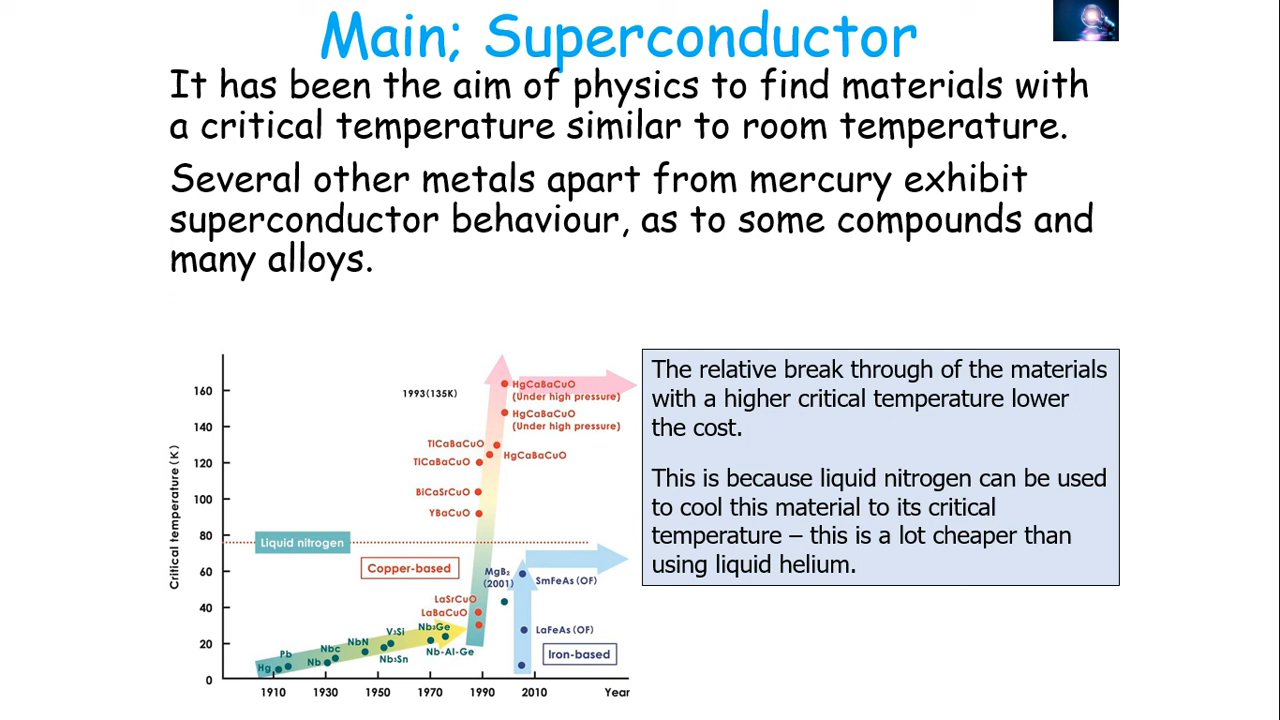 Main; Superconductor
It has been the aim of physics to find materials with
a critical temperature similar to room temperature.
Several other metals apart from mercury exhibit
superconductor behaviour, as to some compounds and
many alloys.
The relative break through of the materials
with a higher critical temperature lower
the cost.
This is because liquid nitrogen can be used
to cool this material to its critical
temperature – this is a lot cheaper than
using liquid helium.
Critical temperature (K)
160
140
120
100
80
60
40
20
0
1910
1930
1950
1970
1990
2010
Year
1993(135K)
HgCaBaCuO
(Under high pressure)
HgCaBaCuO
(Under high pressure)
TlCaBaCuO
HgCaBaCuO
TlCaBaCuO
BiCaSrCuO
YBaCuO
Liquid nitrogen
Copper-based
MgB₂
(2001)
SmFeAs (OF)
LaSrCuO
LaBaCuO
LaFeAs (OF)
Iron-based
Hg
Pb
Nb
Nbc
NbN
V₃Si
Nb₃Sn
Nb₃Ge
Nb-Al-Ge